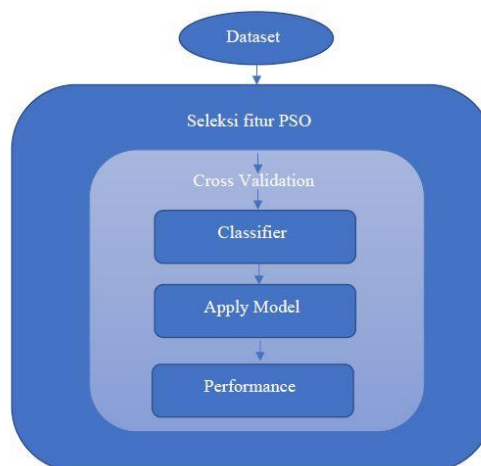 Dataset
Seleksi fitur PSO
Cross Validation
Classifier
Apply Model
Performance